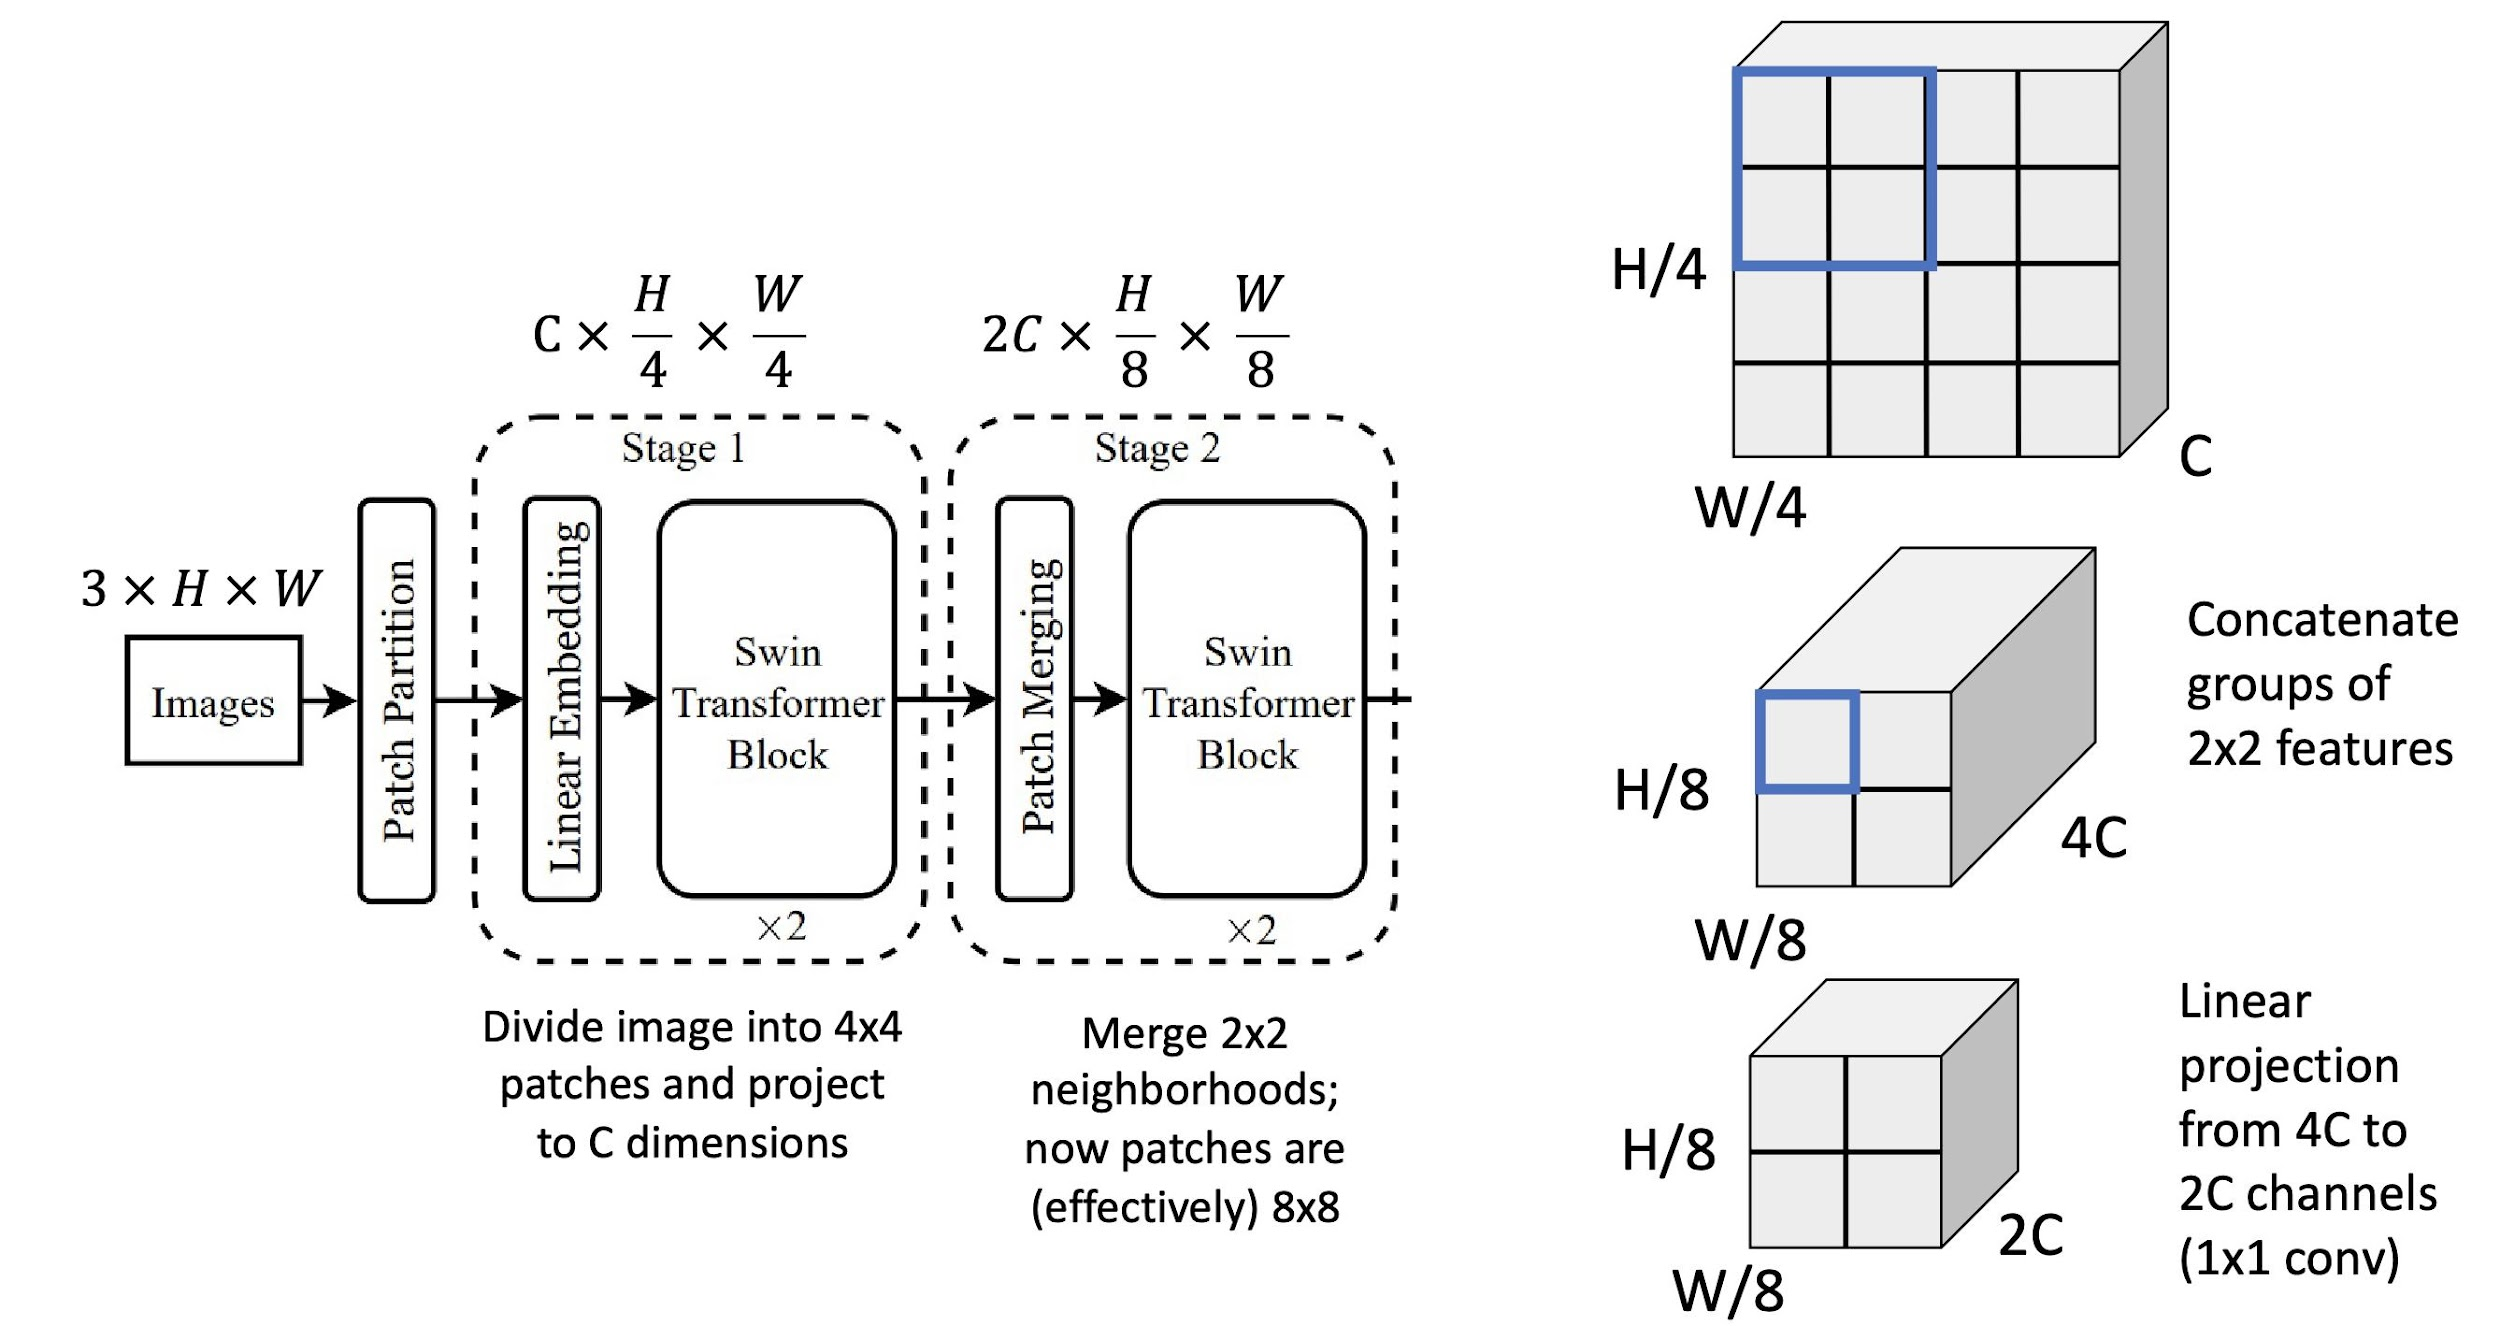 C × H/4 × W/4
2C × H/8 × W/8
Stage 1
Stage 2
3 × H × W
Images
Patch Partition
Linear Embedding
Swin
Transformer
Block
×2
Patch Merging
Swin
Transformer
Block
×2
Divide image into 4x4
patches and project
to C dimensions
Merge 2x2
neighborhoods;
now patches are
(effectively) 8x8
H/4
W/4
C
H/8
W/8
4C
Concatenate
groups of
2x2 features
H/8
W/8
2C
Linear
projection
from 4C to
2C channels
(1x1 conv)